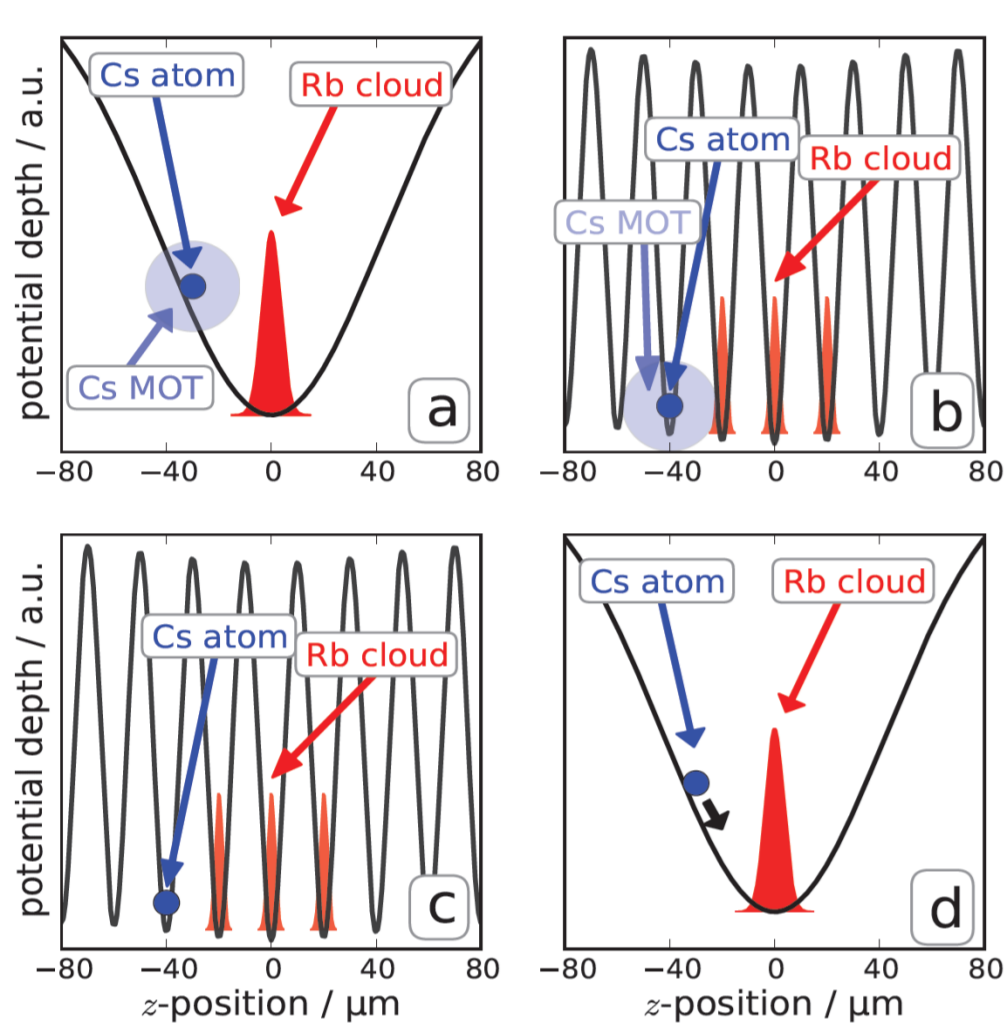 potential depth / a.u.
Cs atom
Rb cloud
Cs MOT
a
−80 −40 0 40 80
Cs atom
Rb cloud
Cs MOT
b
−80 −40 0 40 80
potential depth / a.u.
Cs atom
Rb cloud
c
−80 −40 0 40 80
z-position / µm
Cs atom
Rb cloud
d
−80 −40 0 40 80
z-position / µm